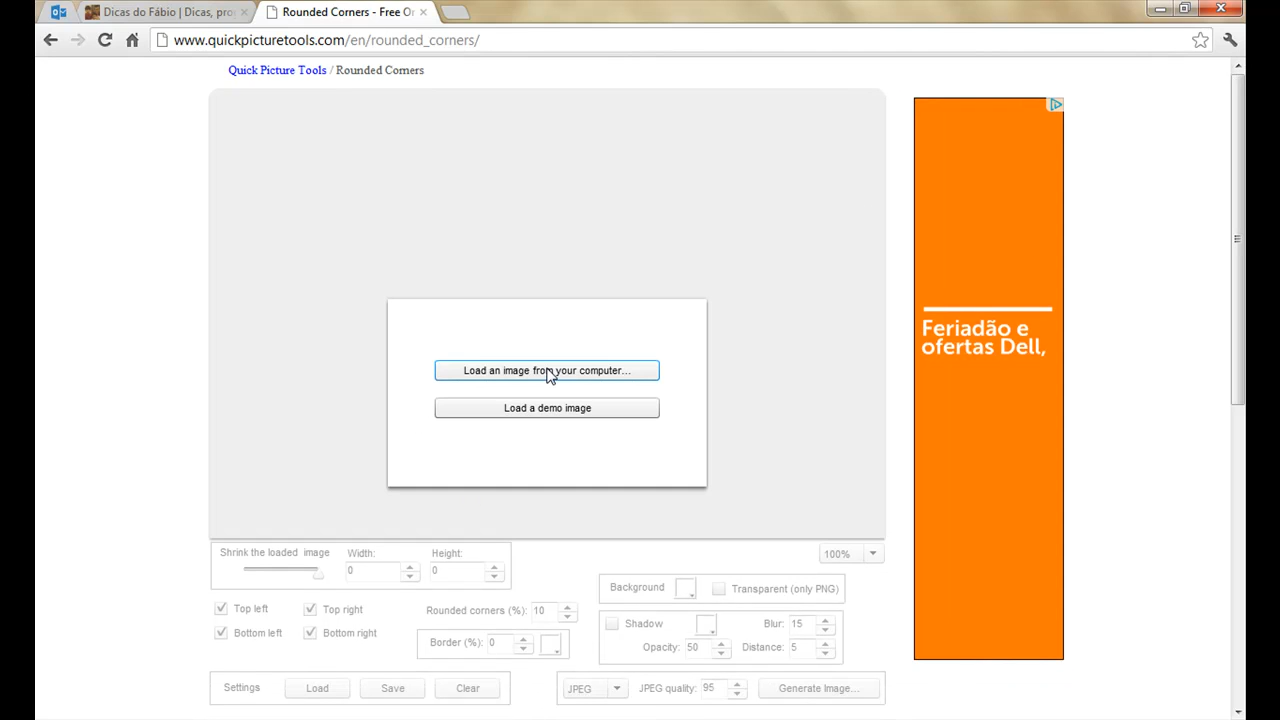 Dicas do Fábio | Dicas, pro
Rounded Corners - Free O
www.quickpicturetools.com/en/rounded_corners/
Quick Picture Tools / Rounded Corners
Load an image from your computer...
Load a demo image
Feriadão e
ofertas Dell,
Shrink the loaded image
Width:
Height:
0
0
100%
Background
Transparent (only PNG)
Top left
Top right
Rounded corners (%): 10
Shadow
Blur: 15
Bottom left
Bottom right
Border (%): 0
Opacity: 50
Distance: 5
Settings
Load
Save
Clear
JPEG
JPEG quality: 95
Generate Image...